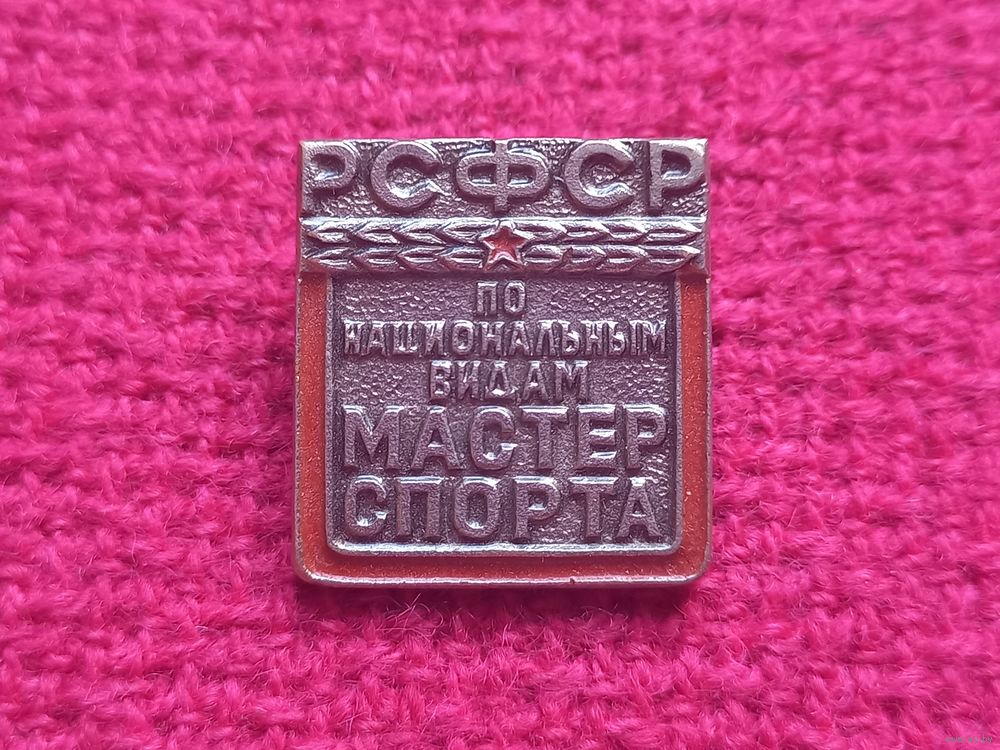 РСФСР
ПО
НАЦИОНАЛЬНЫМ
ВИДАМ
МАСТЕР
СПОРТА